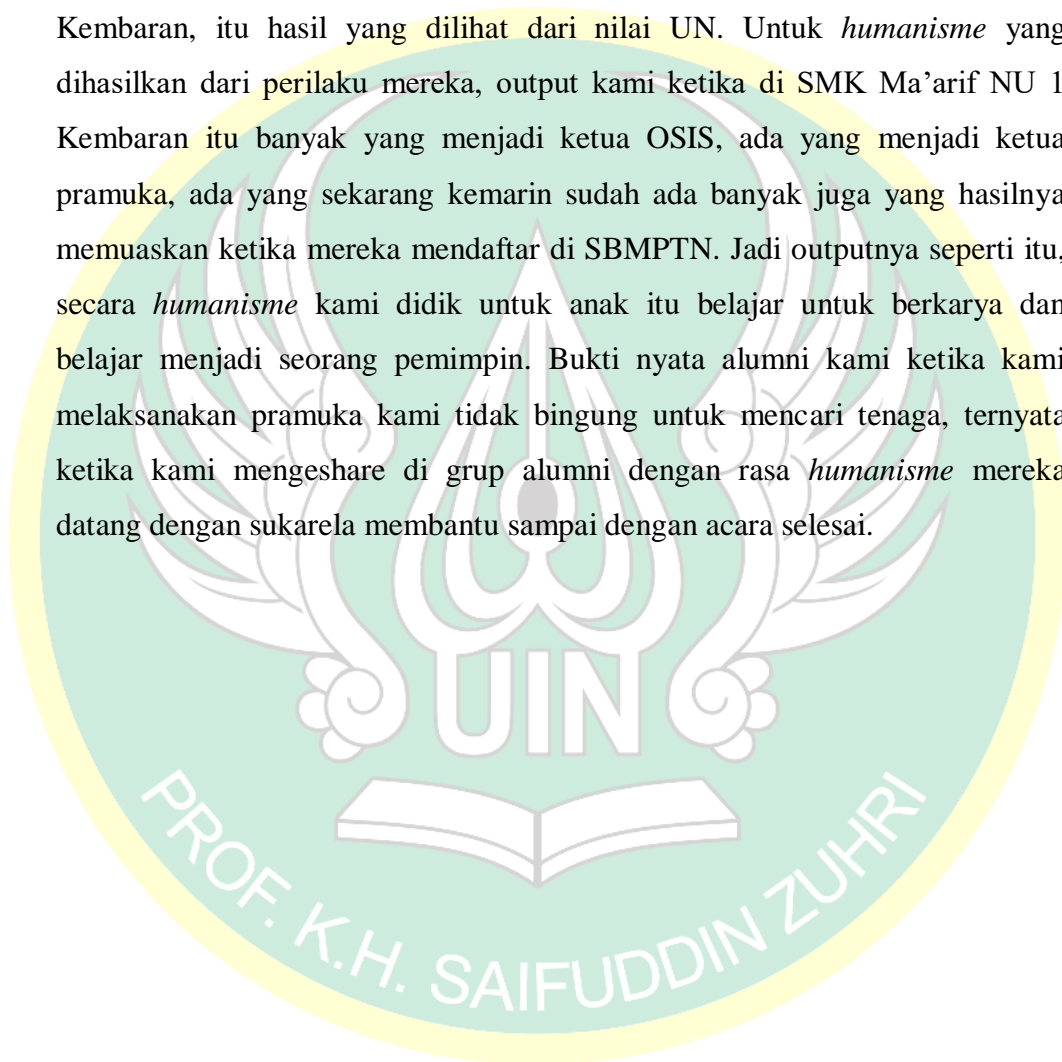 Kembaran, itu hasil yang dilihat dari nilai UN. Untuk humanisme yang
dihasilkan dari perilaku mereka, output kami ketika di SMK Ma’arif NU 1
Kembaran itu banyak yang menjadi ketua OSIS, ada yang menjadi ketua
pramuka, ada yang sekarang kemarin sudah ada banyak juga yang hasilnya
memuaskan ketika mereka mendaftar di SBMPTN. Jadi outputnya seperti itu,
secara humanisme kami didik untuk anak itu belajar untuk berkarya dan
belajar menjadi seorang pemimpin. Bukti nyata alumni kami ketika kami
melaksanakan pramuka kami tidak bingung untuk mencari tenaga, ternyata
ketika kami mengeshare di grup alumni dengan rasa humanisme mereka
datang dengan sukarela membantu sampai dengan acara selesai.
UIN
PROF. K.H. SAIFUDDIN ZUHRI